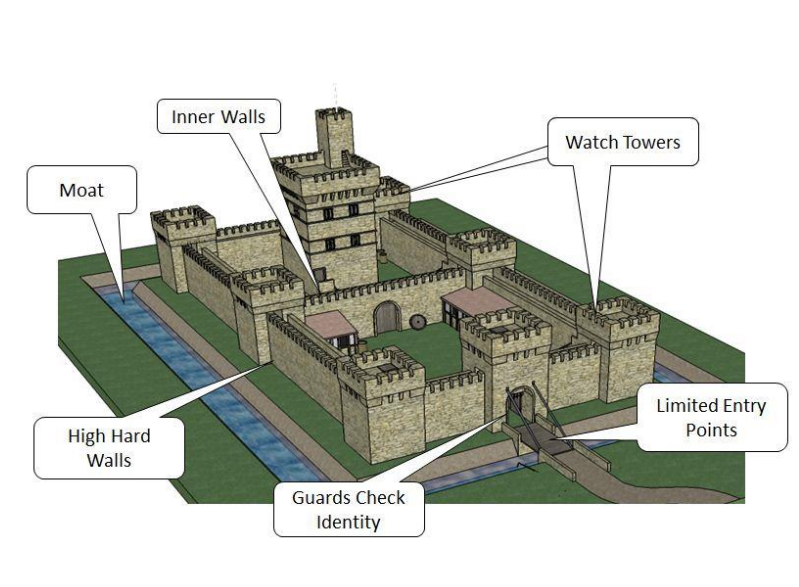 Inner Walls
Watch Towers
Moat
Limited Entry
Points
High Hard
Walls
Guards Check
Identity